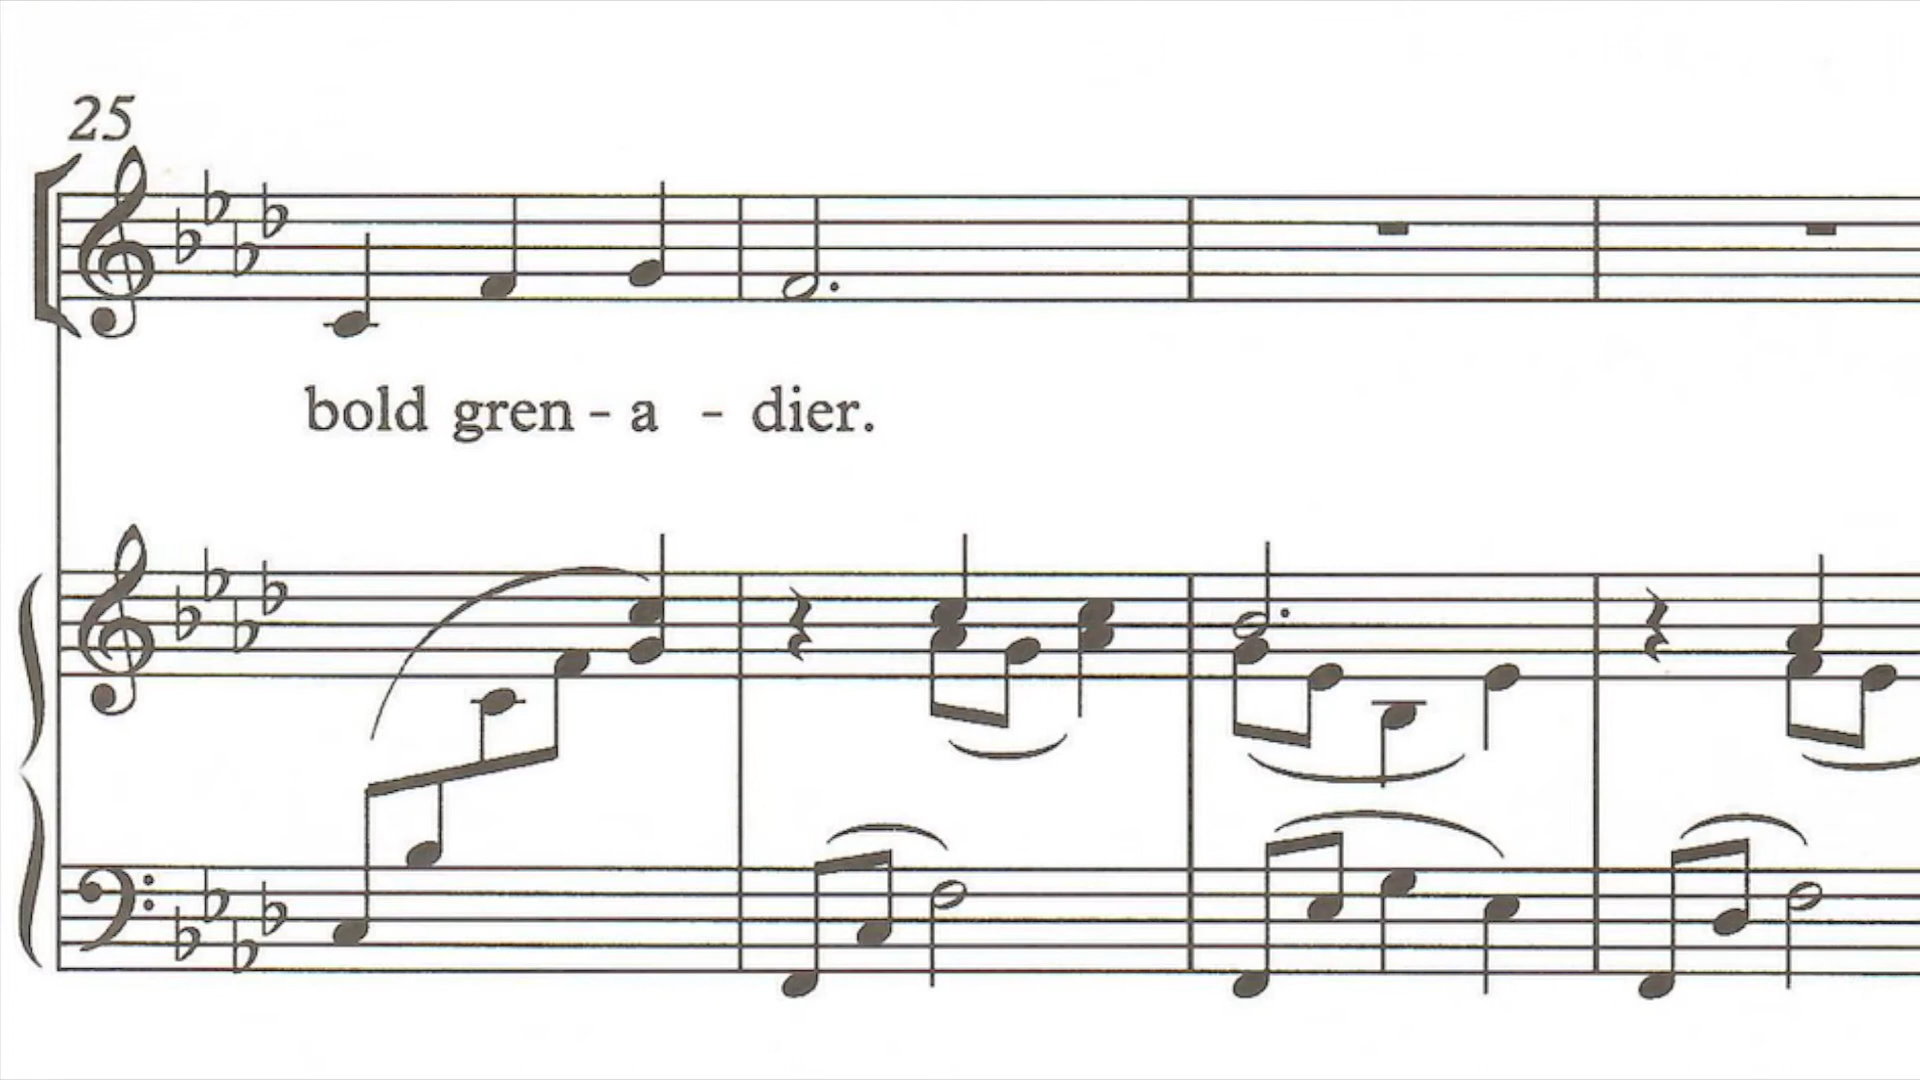 25
bold gren - a - dier.